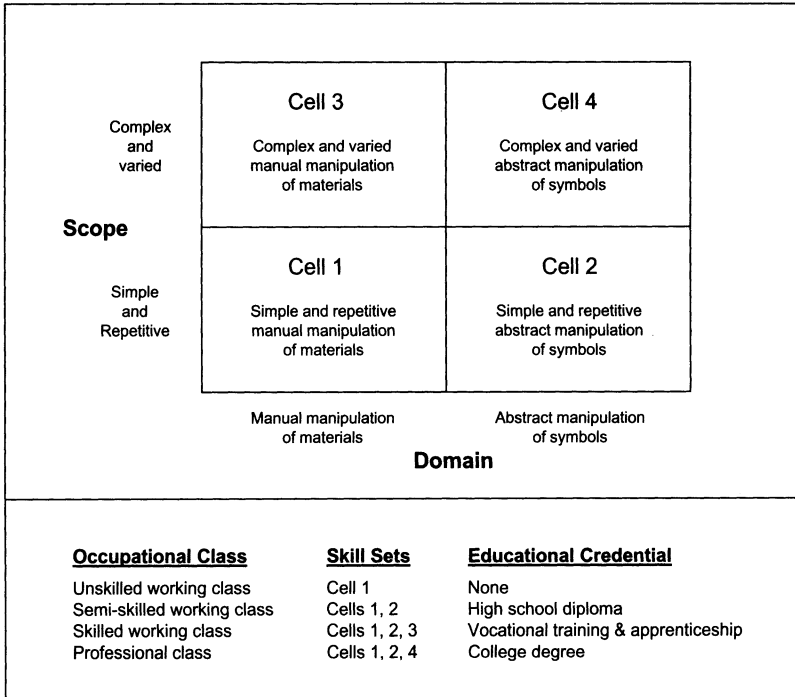 Cell 3
Cell 4
Complex
and
varied
Complex and varied
manual manipulation
of materials
Complex and varied
abstract manipulation
of symbols
Scope
Cell 1
Cell 2
Simple
and
Repetitive
Simple and repetitive
manual manipulation
of materials
Simple and repetitive
abstract manipulation
of symbols
Manual manipulation
of materials
Abstract manipulation
of symbols
Domain
Occupational Class Skill Sets Educational Credential
Unskilled working class Cell 1 None
Semi-skilled working class Cells 1, 2 High school diploma
Skilled working class Cells 1, 2, 3 Vocational training & apprenticeship
Professional class Cells 1, 2, 4 College degree